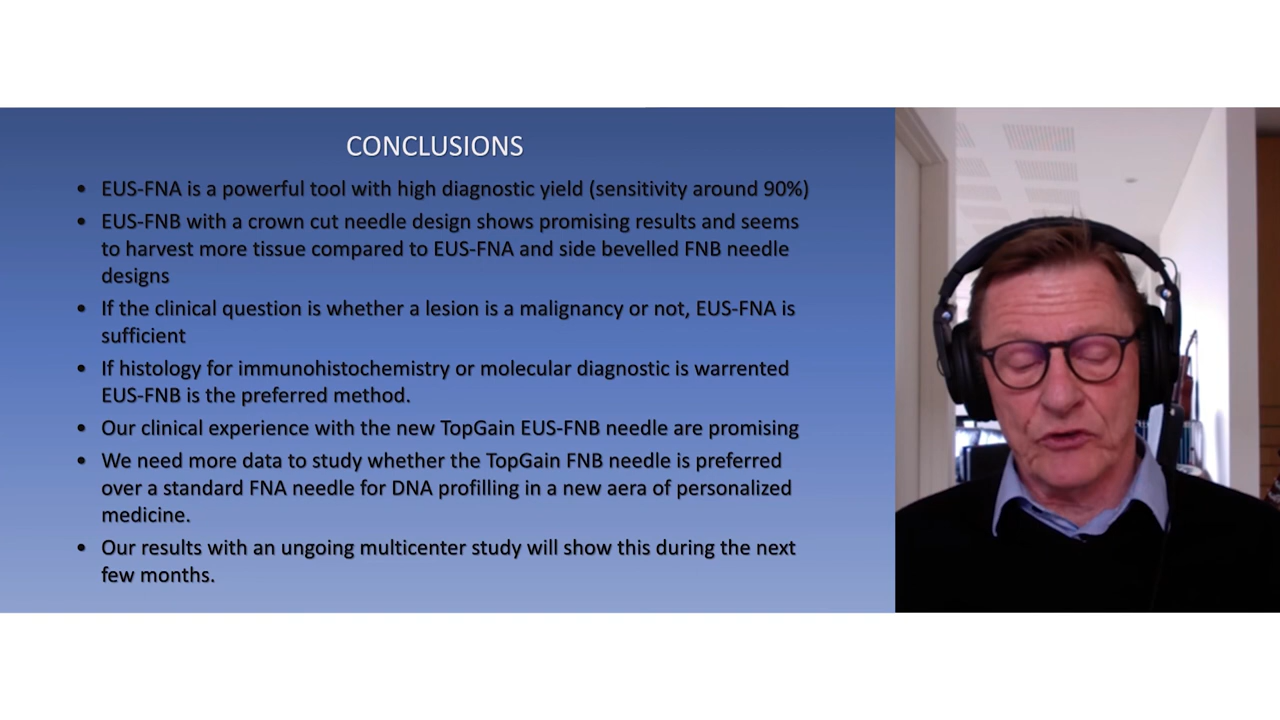 CONCLUSIONS
• EUS-FNA is a powerful tool with high diagnostic yield (sensitivity around 90%)
• EUS-FNB with a crown cut needle design shows promising results and seems
to harvest more tissue compared to EUS-FNA and side bevelled FNB needle
designs
• If the clinical question is whether a lesion is a malignancy or not, EUS-FNA is
sufficient
• If histology for immunohistochemistry or molecular diagnostic is warrented
EUS-FNB is the preferred method.
• Our clinical experience with the new TopGain EUS-FNB needle are promising
• We need more data to study whether the TopGain FNB needle is preferred
over a standard FNA needle for DNA profilling in a new aera of personalized
medicine.
• Our results with an ungoing multicenter study will show this during the next
few months.